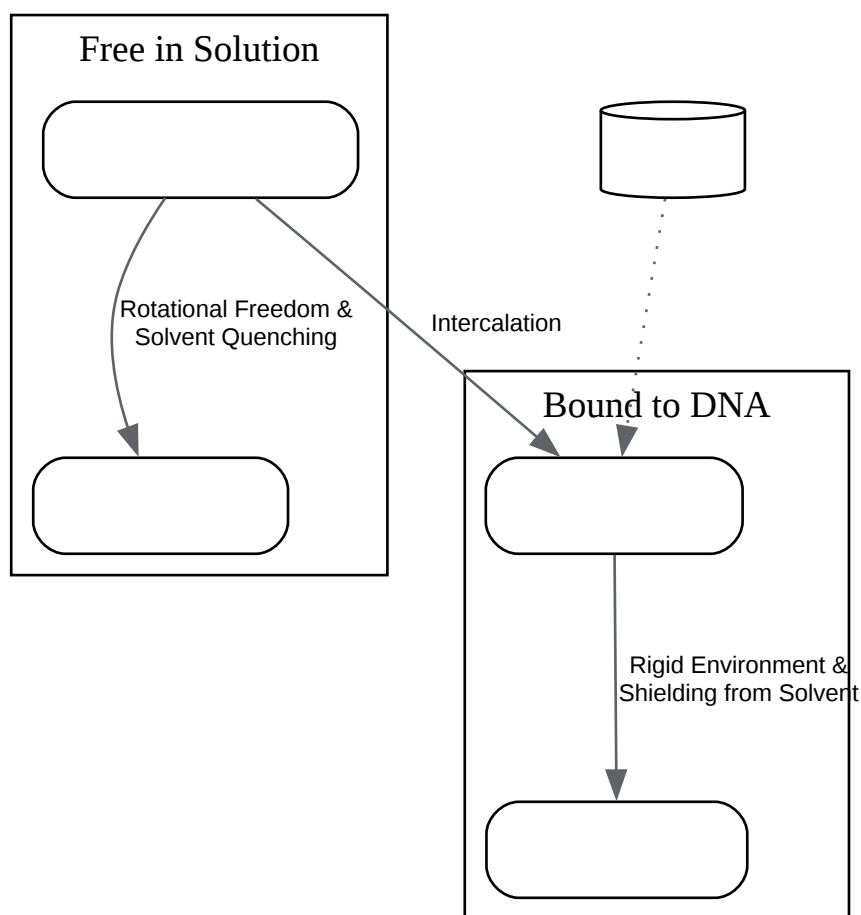 Free in Solution
Rotational Freedom &
Solvent Quenching
Intercalation
Bound to DNA
Rigid Environment &
Shielding from Solvent